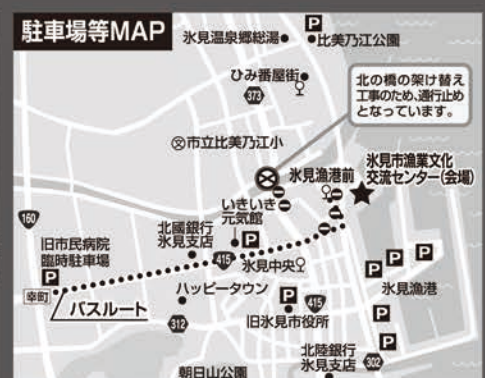 駐車場等MAP
氷見温泉郷総湯
P
比美乃江公園
ひみ番屋街
373
北の橋の架け替え
工事のため、通行止め
となっています。
文市立比美乃江小
氷見漁港前
氷見市漁業文化
交流センター(会場)
いきいき
元気館
P
160
北國銀行
氷見支店
旧市民病院
臨時駐車場
P
415
氷見中央
P
P
氷見漁港
幸町
バスルート
ハッピータウン
P
415
P
312
旧氷見市役所
北陸銀行
氷見支店
302
P
朝日山公園